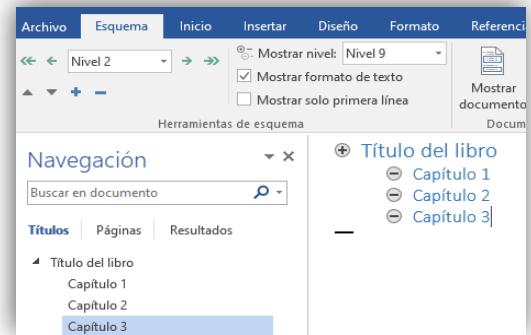 Archivo Esquema Inicio Insertar Diseño Formato
Nivel 2
Mostrar nivel: Nivel 9
Mostrar formato de texto
Mostrar solo primera línea
Mostrar
documento
Herramientas de esquema
Navegación
Buscar en documento
Títulos Páginas Resultados
Título del libro
Capítulo 1
Capítulo 2
Capítulo 3
Título del libro
Capítulo 1
Capítulo 2
Capítulo 3